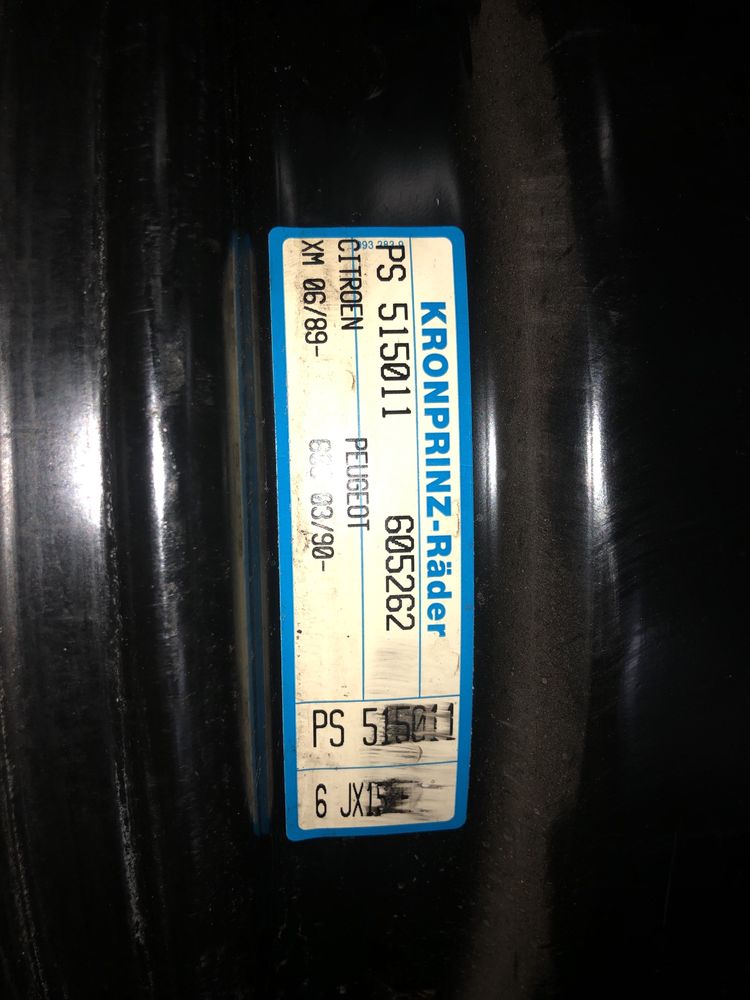 KRONPRINZ-Räder
PS 515011 605262
CITROEN PEUGEOT
XM 06/89- 03/90-
PS 515011
6 JX15